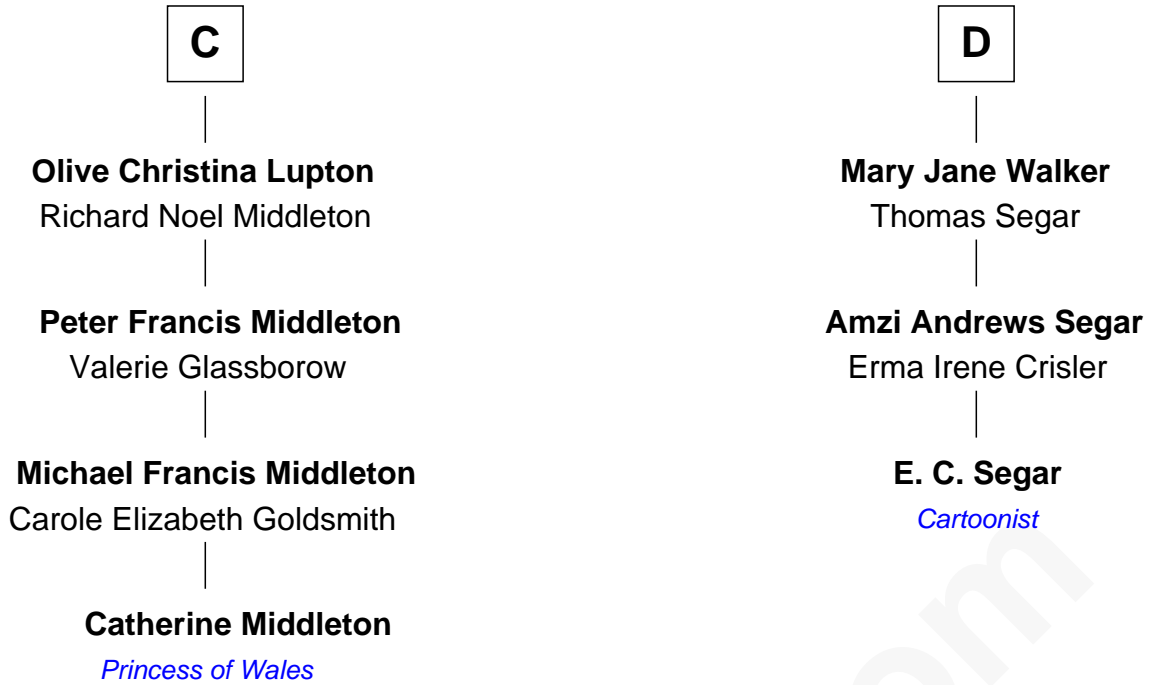 C
Olive Christina Lupton
Richard Noel Middleton
Peter Francis Middleton
Valerie Glassborow
Michael Francis Middleton
Carole Elizabeth Goldsmith
Catherine Middleton
Princess of Wales
D
Mary Jane Walker
Thomas Segar
Amzi Andrews Segar
Erma Irene Crisler
E. C. Segar
Cartoonist
om